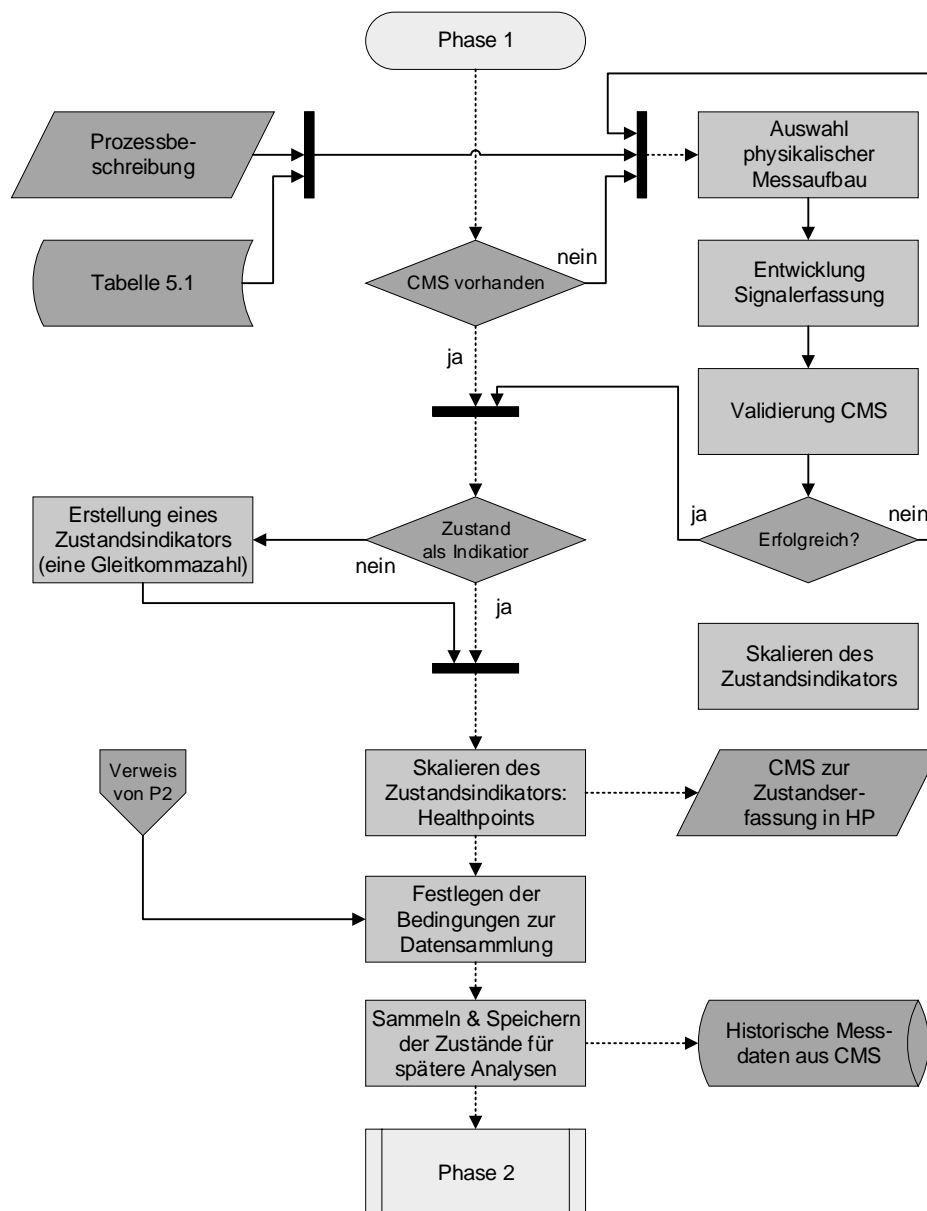 Phase 1
Prozessbe-
schreibung
Auswahl
physikalischer
Messaufbau
Tabelle 5.1
CMS vorhanden
nein
Entwicklung
Signalerfassung
ja
Validierung CMS
Erstellung eines
Zustandsindikators
(eine Gleitkommazahl)
nein
Zustand
als Indikatior
ja
ja
Erfolgreich?
nein
Skalieren des
Zustandsindikators
Verweis
von P2
Skalieren des
Zustandsindikators:
Healthpoints
CMS zur
Zustandser-
fassung in HP
Festlegen der
Bedingungen zur
Datensammlung
Sammeln & Speichern
der Zustände für
spätere Analysen
Historische Mess-
daten aus CMS
Phase 2